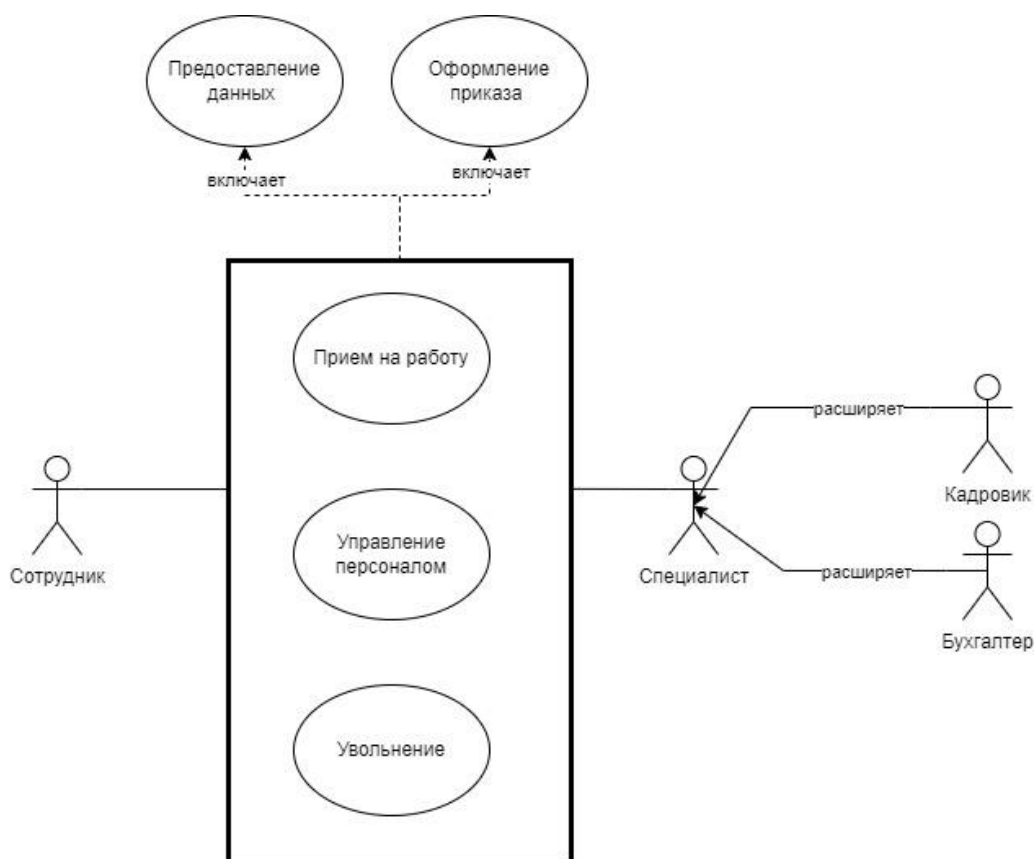 Предоставление
данных
Оформление
приказа
включает
включает
Прием на работу
расширяет
Кадровик
Управление
персоналом
Сотрудник
Специалист
расширяет
Бухгалтер
Увольнение